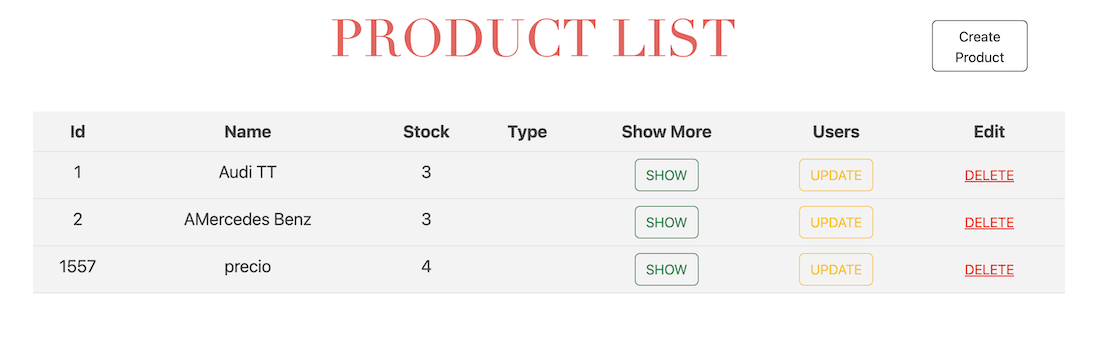 PRODUCT LIST
Create
Product
Id Name Stock Type Show More Users Edit
1 Audi TT 3 SHOW UPDATE DELETE
2 AMercedes Benz 3 SHOW UPDATE DELETE
1557 precio 4 SHOW UPDATE DELETE